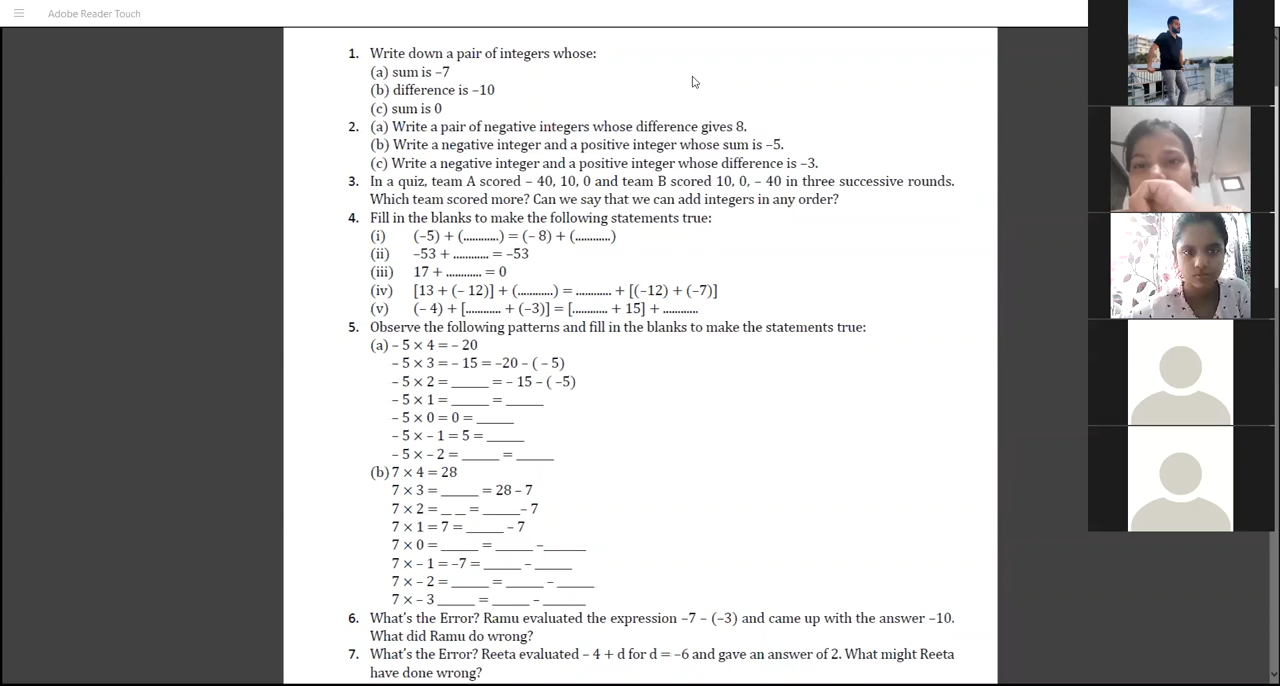 Adobe Reader Touch
1. Write down a pair of integers whose:
(a) sum is –7
(b) difference is –10
(c) sum is 0
2. (a) Write a pair of negative integers whose difference gives 8.
(b) Write a negative integer and a positive integer whose sum is –5.
(c) Write a negative integer and a positive integer whose difference is –3.
3. In a quiz, team A scored – 40, 10, 0 and team B scored 10, 0, – 40 in three successive rounds.
Which team scored more? Can we say that we can add integers in any order?
4. Fill in the blanks to make the following statements true:
(i) (–5) + (............) = (– 8) + (............)
(ii) -53 + ............ = –53
(iii) 17 + ............ = 0
(iv) [13 + (– 12)] + (............) = ............ + [(–12) + (–7)]
(v) (– 4) + [............ + (–3)] = [............ + 15] + ............
5. Observe the following patterns and fill in the blanks to make the statements true:
(a) – 5 × 4 = – 20
– 5 × 3 = – 15 = –20 – ( – 5)
– 5 × 2 = _____ = – 15 – ( –5)
– 5 × 1 = _____ = _____
– 5 × 0 = 0 = _____
– 5 × – 1 = 5 = _____
– 5 × – 2 = _____ = _____
(b) 7 × 4 = 28
7 × 3 = _____ = 28 – 7
7 × 2 = _ _ = _____ – 7
7 × 1 = 7 = _____ – 7
7 × 0 = _____ = _____ –_____
7 × – 1 = –7 = _____ – _____
7 × – 2 = _____ = _____ – _____
7 × – 3 _____ = _____ – _____
6. What's the Error? Ramu evaluated the expression –7 – (–3) and came up with the answer –10.
What did Ramu do wrong?
7. What's the Error? Reeta evaluated – 4 + d for d = –6 and gave an answer of 2. What might Reeta
have done wrong?